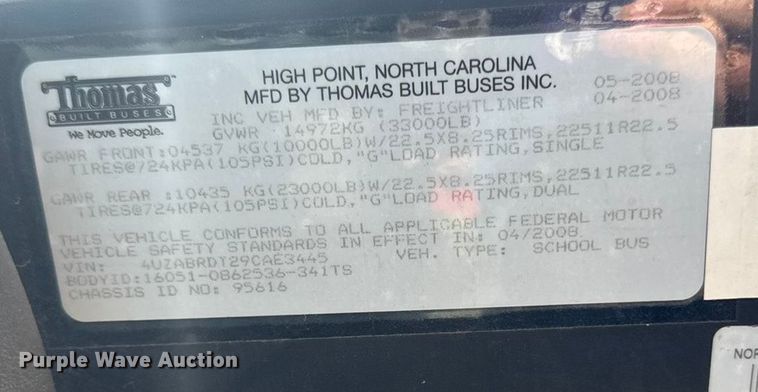 Thomas
BUILT BUSES
We Move People.
HIGH POINT, NORTH CAROLINA
MFD BY THOMAS BUILT BUSES INC. 05-2008
INC VEH MFD BY: FREIGHTLINER 04-2008
GVWR 14972KG (33000LB)
GAWR FRONT:04537 KG(10000LB)W/22.5X8.25RIMS,22511R22.5
TIRES@724KPA(105PSI)COLD,"G"LOAD RATING,SINGLE
GAWR REAR :10435 KG(23000LB)W/22.5X8.25RIMS,22511R22.5
TIRES@724KPA(105PSI)COLD,"G"LOAD RATING,DUAL
THIS VEHICLE CONFORMS TO ALL APPLICABLE FEDERAL MOTOR
VEHICLE SAFETY STANDARDS IN EFFECT IN: 04/2008
VIN: 4UZABRDT29CAE3445 VEH. TYPE: SCHOOL BUS
BODYID:16051-0862536-341TS
CHASSIS ID NO: 95616
Purple Wave Auction
NOR